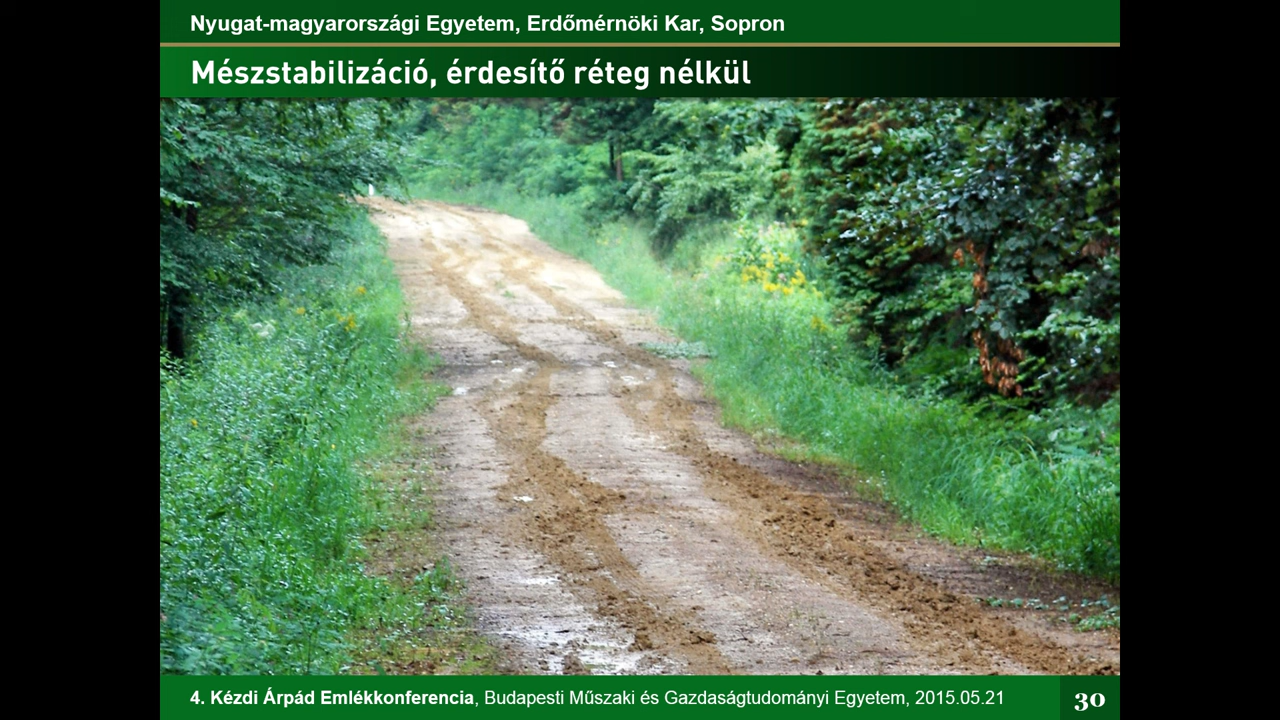 Nyugat-magyarországi Egyetem, Erdőmérnöki Kar, Sopron
Mészstabilizáció, érdesítő réteg nélkül
4. Kézdi Árpád Emlékkonferencia, Budapesti Műszaki és Gazdaságtudományi Egyetem, 2015.05.21
30